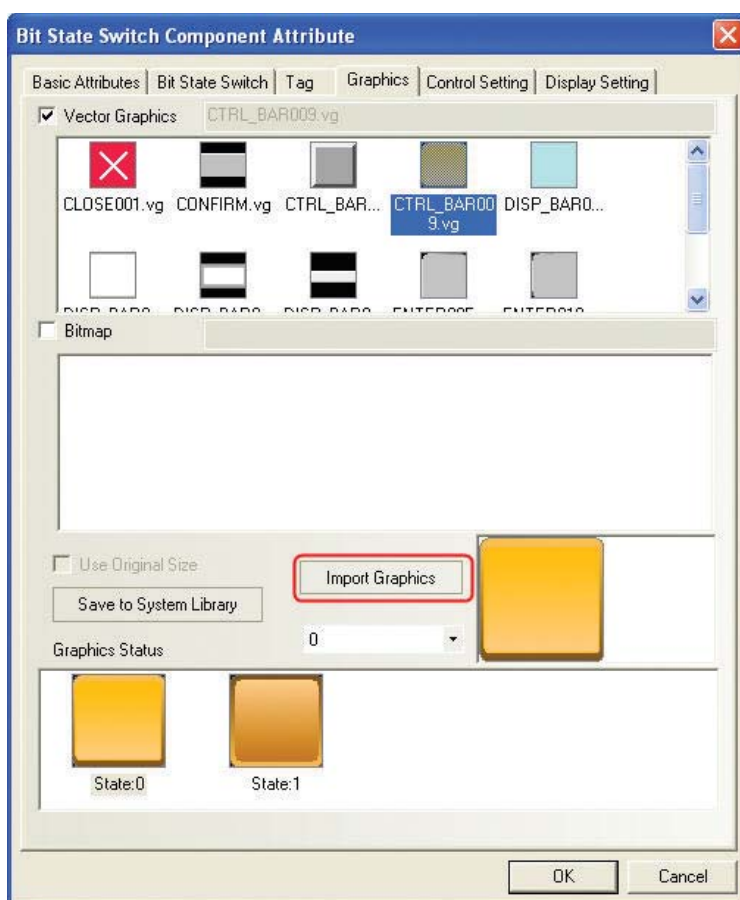 Bit State Switch Component Attribute
Basic Attributes Bit State Switch Tag Graphics Control Setting Display Setting
Vector Graphics CTRL_BAR009.vg
CLOSE001.vg CONFIRM.vg CTRL_BAR... CTRL_BAR00 DISP_BAR0...
9.vg
Bitmap
Use Original Size
Import Graphics
Save to System Library
0
Graphics Status
State:0 State:1
OK Cancel